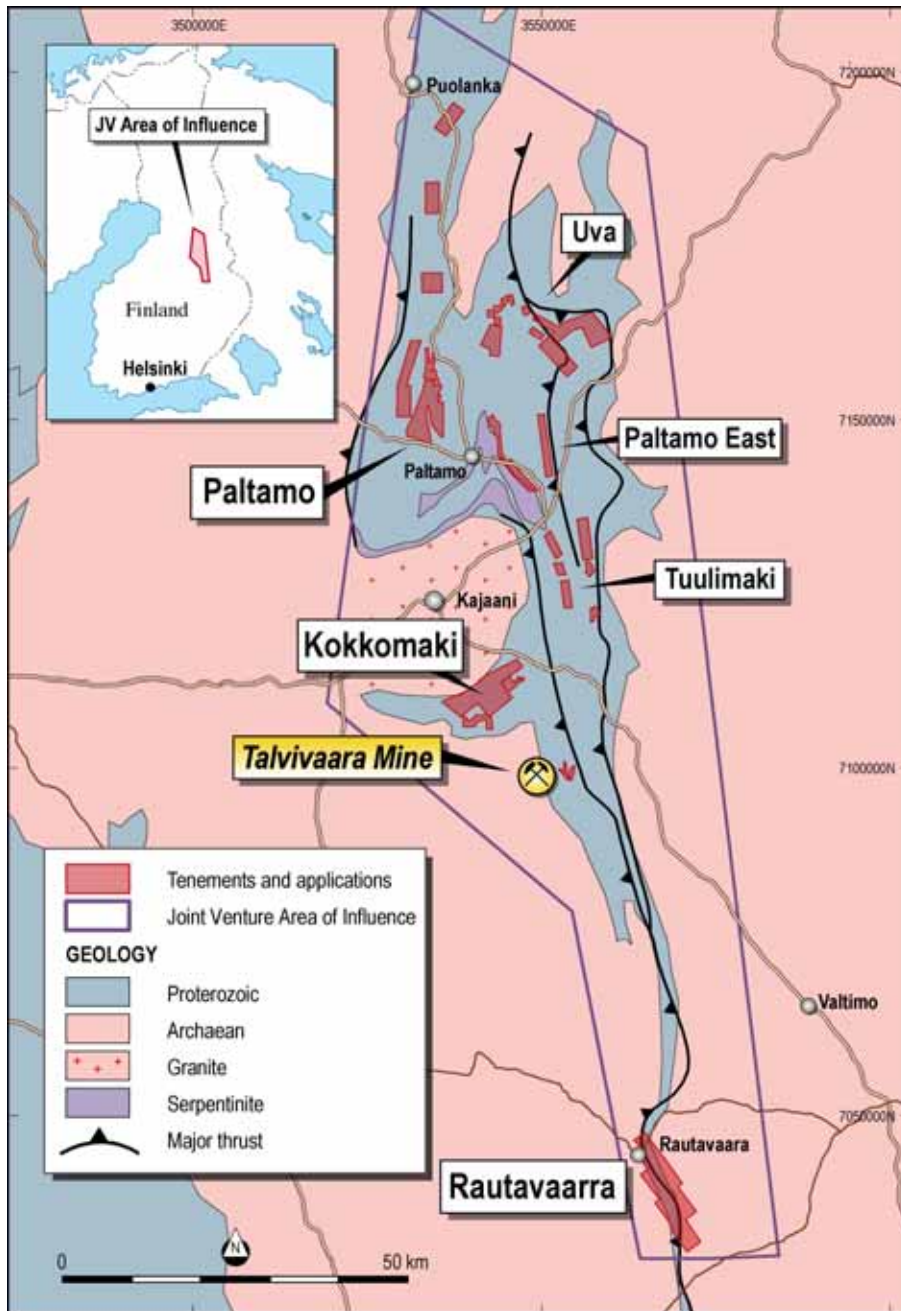 3500000E
3550000E
7200000N
Puolanka
JV Area of Influence
Finland
Helsinki
Uva
7150000N
Paltamo East
Paltamo
Paltamo
Tuulimaki
Kajaani
Kokkomaki
Talvivaara Mine
7100000N
Tenements and applications
Joint Venture Area of Influence
GEOLOGY
Proterozoic
Archaean
Granite
Serpentinite
Major thrust
Valtimo
7050000N
Rautavaara
Rautavaarra
N
0
50 km